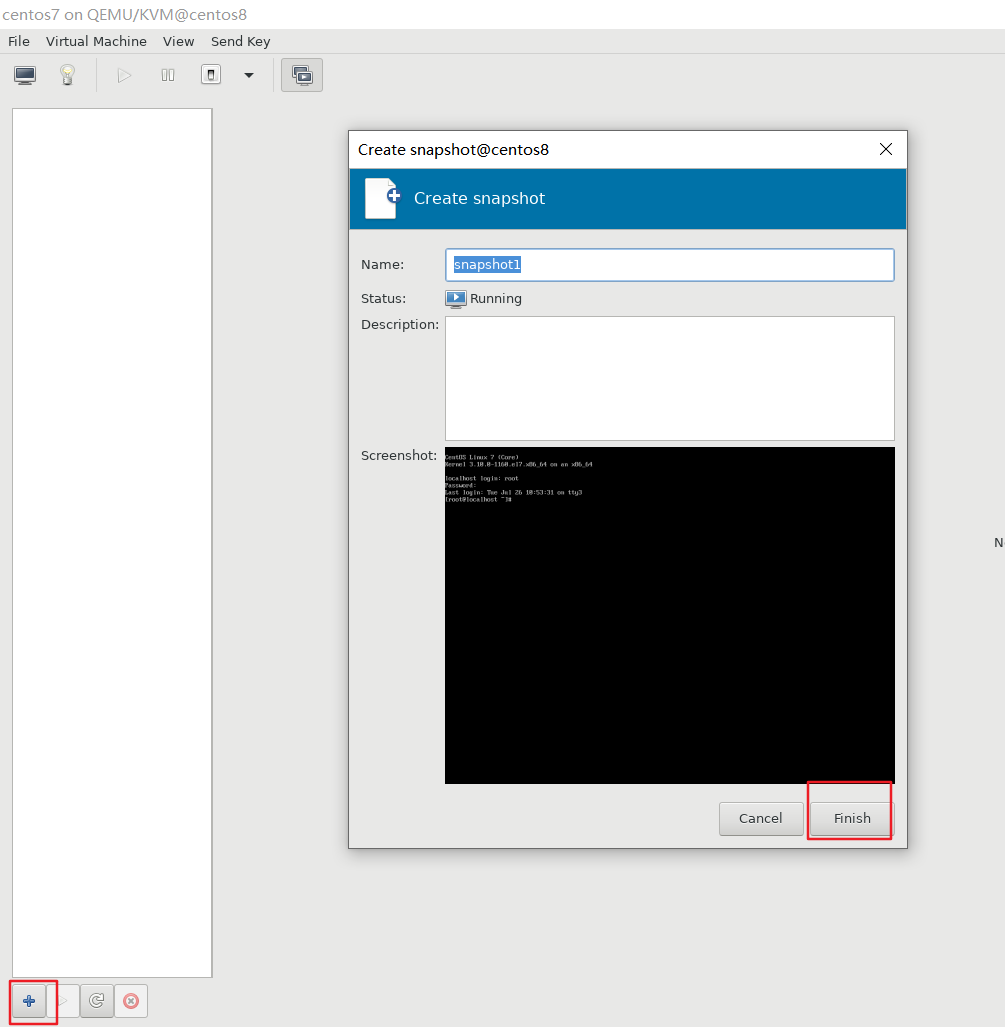 centos7 on QEMU/KVM@centos8
File Virtual Machine View Send Key
Create snapshot@centos8
Create snapshot
Name: snapshot1
Status: Running
Description:
Screenshot:
CentOS Linux 7 (Core)
Kernel 3.10.0-1160.el7.x86_64 on an x86_64
localhost login: root
Password:
Last login: Tue Jul 26 10:53:31 on tty3
[root@localhost ~]#
N
Cancel Finish